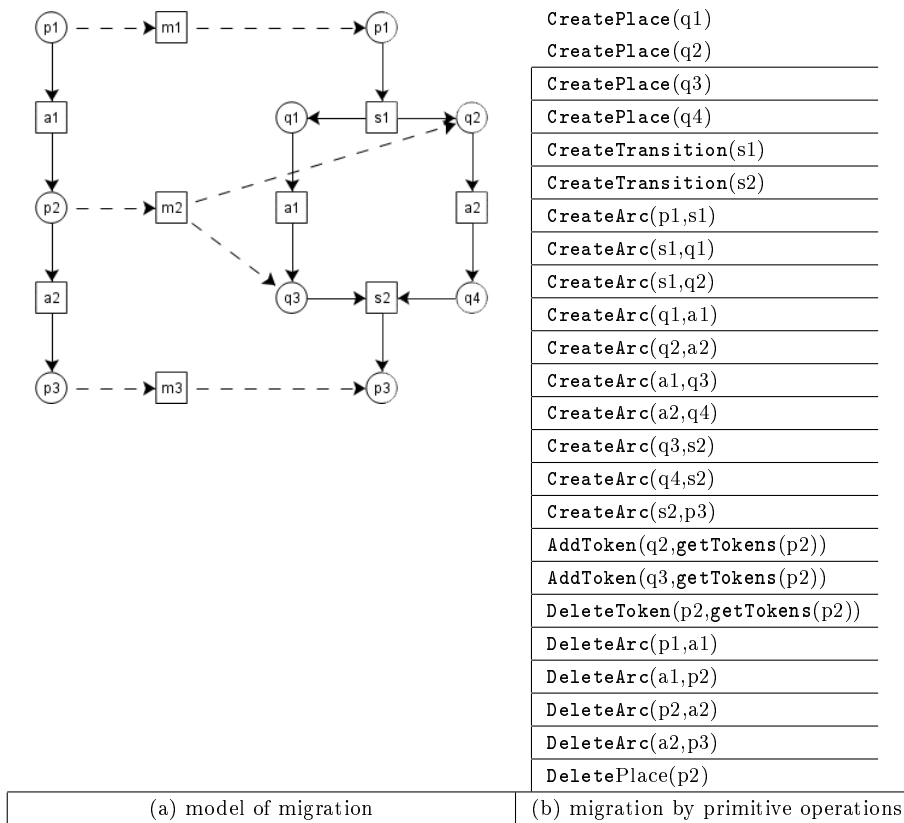 p1 m1 p1
a1 q1 s1 q2
p2 m2 a1 a2
a2 q3 s2 q4
p3 m3 p3
CreatePlace(q1)
CreatePlace(q2)
CreatePlace(q3)
CreatePlace(q4)
CreateTransition(s1)
CreateTransition(s2)
CreateArc(p1,s1)
CreateArc(s1,q1)
CreateArc(s1,q2)
CreateArc(q1,a1)
CreateArc(q2,a2)
CreateArc(a1,q3)
CreateArc(a2,q4)
CreateArc(q3,s2)
CreateArc(q4,s2)
CreateArc(s2,p3)
AddToken(q2,getTokens(p2))
AddToken(q3,getTokens(p2))
DeleteToken(p2,getTokens(p2))
DeleteArc(p1,a1)
DeleteArc(a1,p2)
DeleteArc(p2,a2)
DeleteArc(a2,p3)
DeletePlace(p2)
(a) model of migration
(b) migration by primitive operations